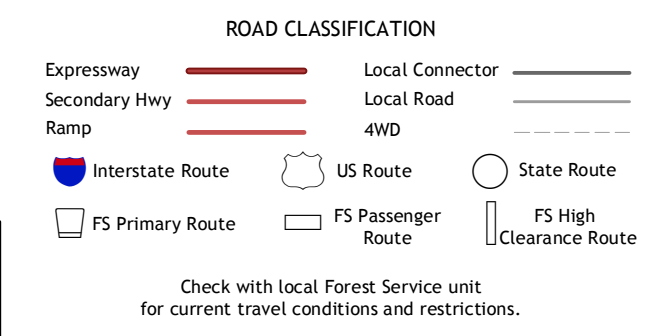 ROAD CLASSIFICATION
Expressway
Local Connector
Secondary Hwy
Local Road
Ramp
4WD
Interstate Route
US Route
State Route
FS Primary Route
FS Passenger
Route
FS High
Clearance Route
Check with local Forest Service unit
for current travel conditions and restrictions.